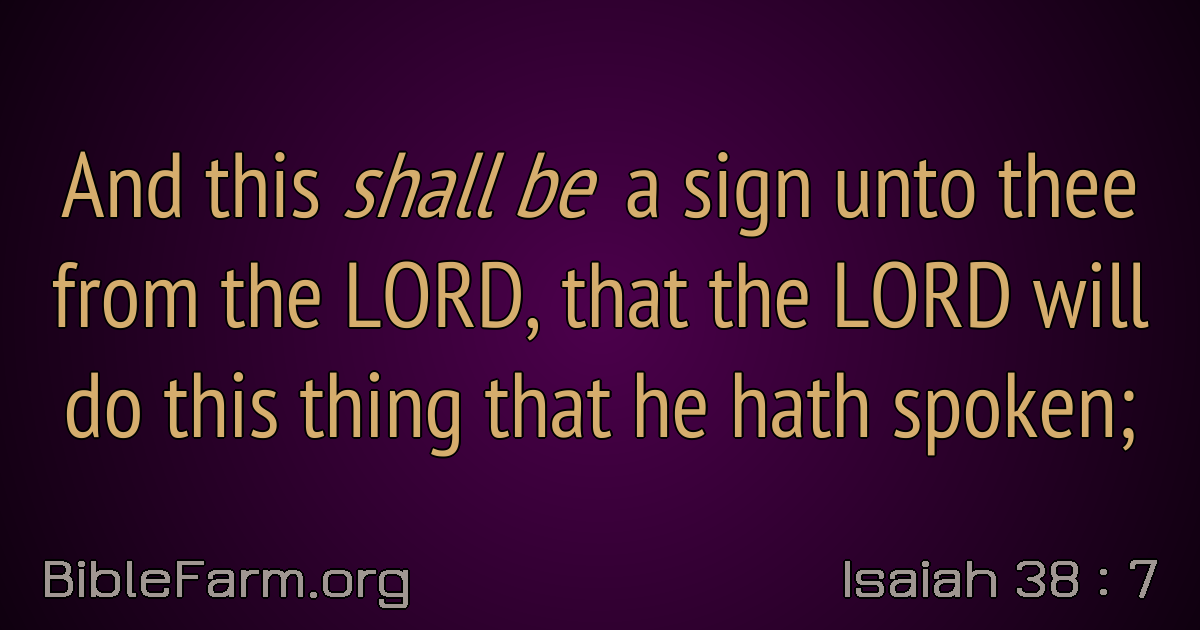 And this shall be a sign unto thee
from the LORD, that the LORD will
do this thing that he hath spoken;
BibleFarm.org
Isaiah 38 : 7